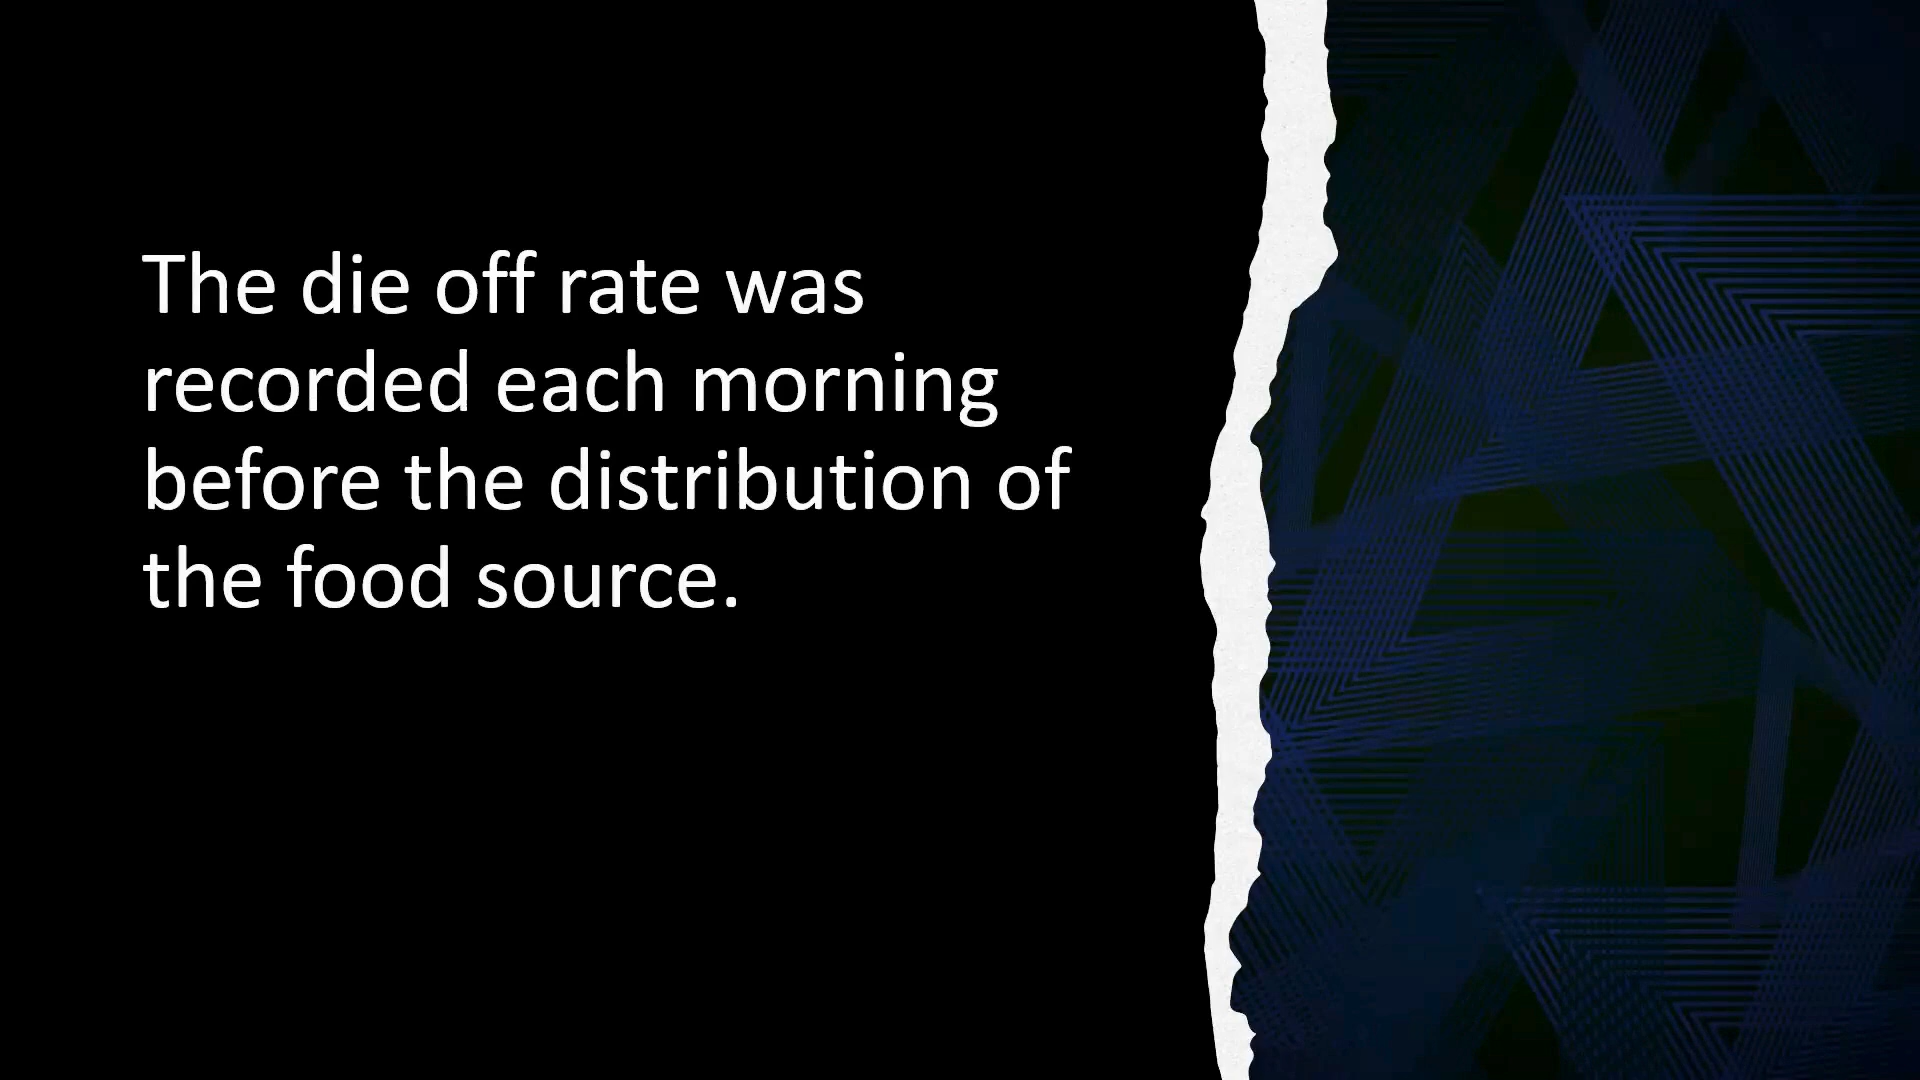 The die off rate was
recorded each morning
before the distribution of
the food source.